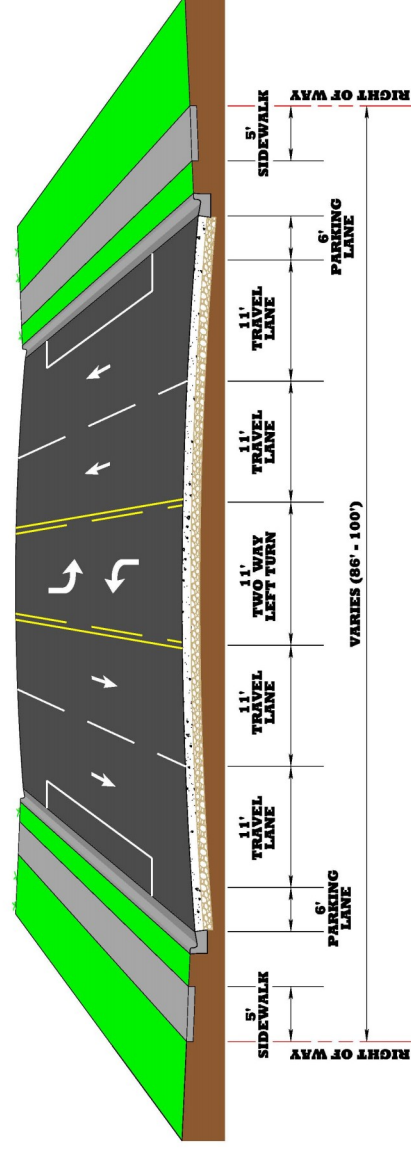 RIGHT OF WAY
5'
SIDEWALK
6'
PARKING
LANE
11'
TRAVEL
LANE
11'
TRAVEL
LANE
11'
TWO WAY
LEFT TURN
11'
TRAVEL
LANE
11'
TRAVEL
LANE
6'
PARKING
LANE
5'
SIDEWALK
RIGHT OF WAY
VARIES (86' - 100')